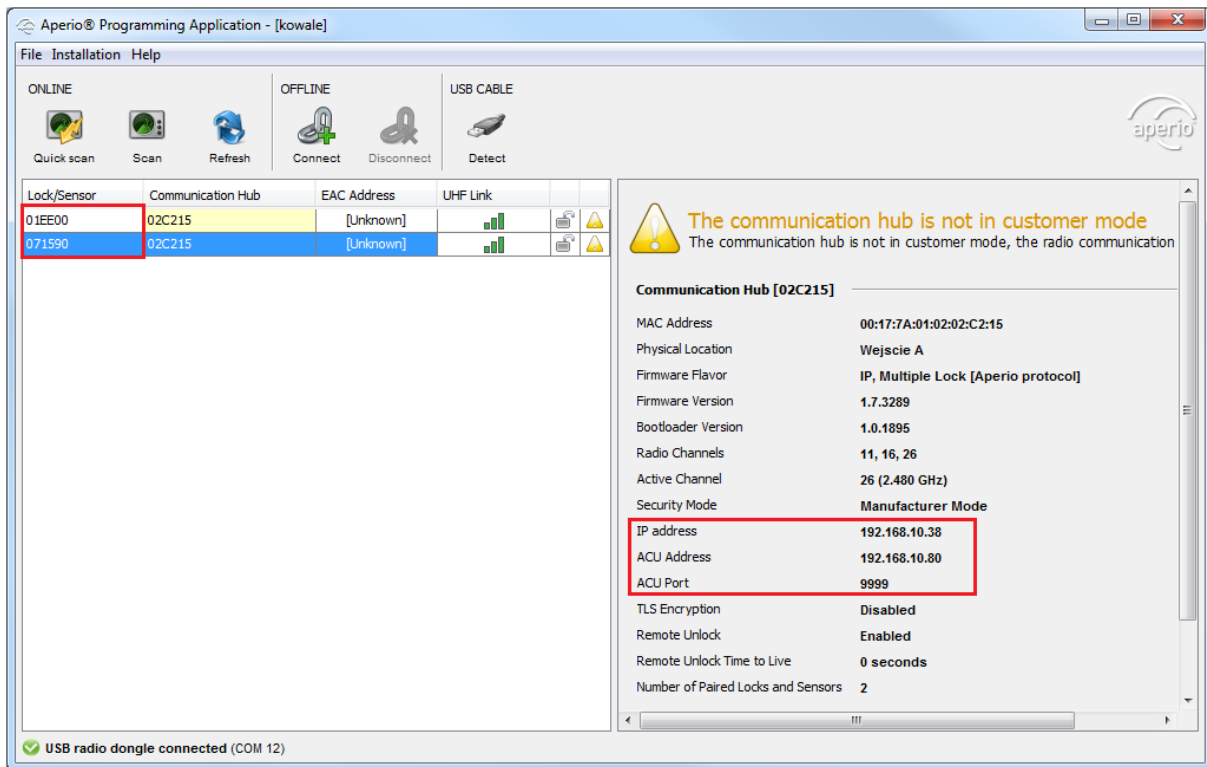 Aperio® Programming Application - [kowale]
File Installation Help
ONLINE OFFLINE USB CABLE
Quick scan Scan Refresh Connect Disconnect Detect
aperio
Lock/Sensor Communication Hub EAC Address UHF Link
01EE00 02C215 [Unknown]
071590 02C215 [Unknown]
The communication hub is not in customer mode
The communication hub is not in customer mode, the radio communication
Communication Hub [02C215]
MAC Address 00:17:7A:01:02:02:C2:15
Physical Location Wejscie A
Firmware Flavor IP, Multiple Lock [Aperio protocol]
Firmware Version 1.7.3289
Bootloader Version 1.0.1895
Radio Channels 11, 16, 26
Active Channel 26 (2.480 GHz)
Security Mode Manufacturer Mode
IP address 192.168.10.38
ACU Address 192.168.10.80
ACU Port 9999
TLS Encryption Disabled
Remote Unlock Enabled
Remote Unlock Time to Live 0 seconds
Number of Paired Locks and Sensors 2
USB radio dongle connected (COM 12)